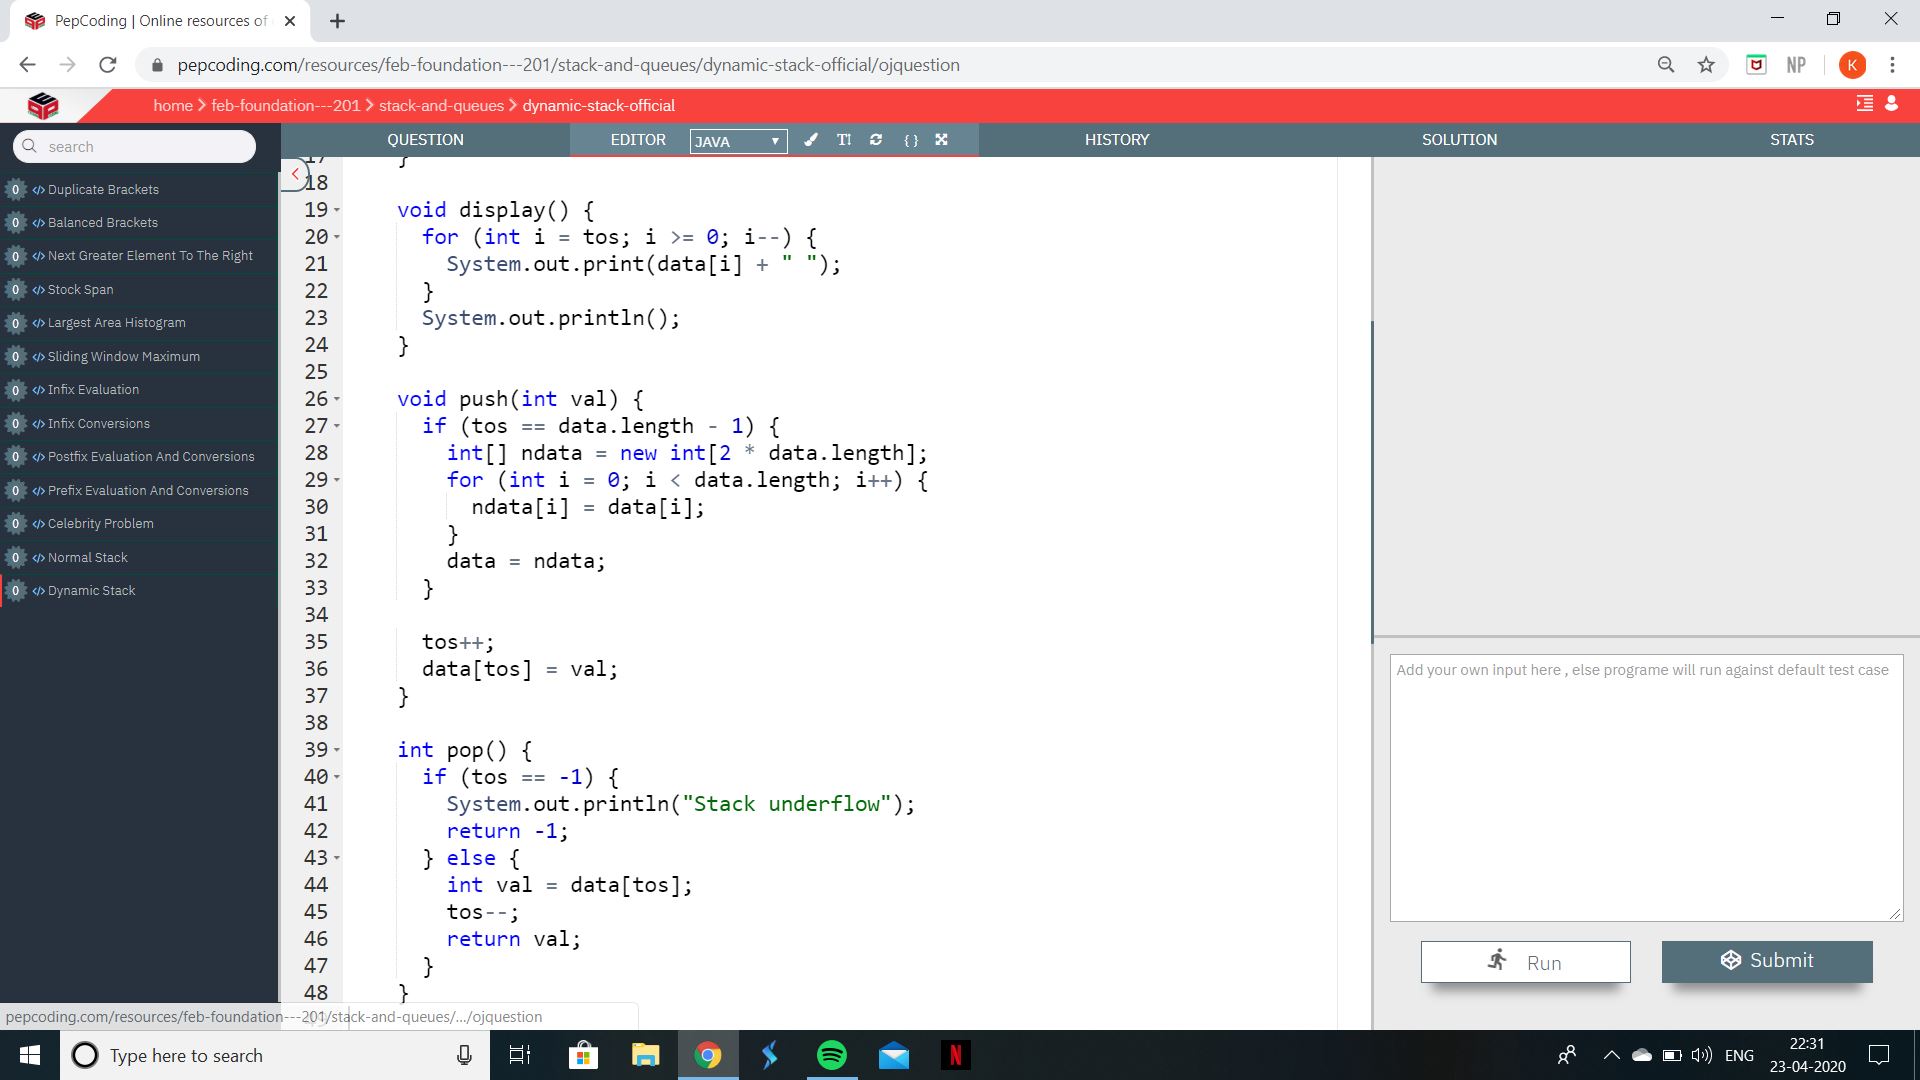 PepCoding | Online resources of
pepcoding.com/resources/feb-foundation---201/stack-and-queues/dynamic-stack-official/ojquestion
NP
K
home > feb-foundation---201 > stack-and-queues > dynamic-stack-official
search
QUESTION
EDITOR
JAVA
HISTORY
SOLUTION
STATS
0 </> Duplicate Brackets
0 </> Balanced Brackets
0 </> Next Greater Element To The Right
0 </> Stock Span
0 </> Largest Area Histogram
0 </> Sliding Window Maximum
0 </> Infix Evaluation
0 </> Infix Conversions
0 </> Postfix Evaluation And Conversions
0 </> Prefix Evaluation And Conversions
0 </> Celebrity Problem
0 </> Normal Stack
0 </> Dynamic Stack
17 }
18
19 void display() {
20 for (int i = tos; i >= 0; i--) {
21 System.out.print(data[i] + " ");
22 }
23 System.out.println();
24 }
25
26 void push(int val) {
27 if (tos == data.length - 1) {
28 int[] ndata = new int[2 * data.length];
29 for (int i = 0; i < data.length; i++) {
30 ndata[i] = data[i];
31 }
32 data = ndata;
33 }
34
35 tos++;
36 data[tos] = val;
37 }
38
39 int pop() {
40 if (tos == -1) {
41 System.out.println("Stack underflow");
42 return -1;
43 } else {
44 int val = data[tos];
45 tos--;
46 return val;
47 }
48 }
Add your own input here , else programe will run against default test case
Run
Submit
pepcoding.com/resources/feb-foundation---201/stack-and-queues/.../ojquestion
Type here to search
N
ENG
22:31
23-04-2020